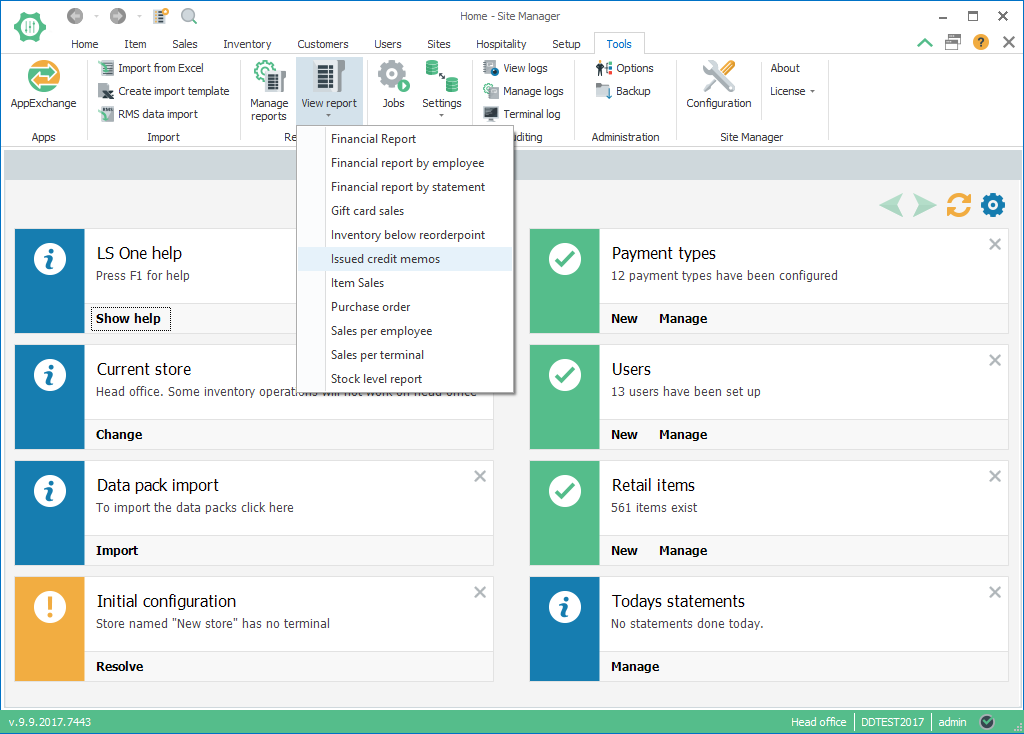 Home - Site Manager
Home Item Sales Inventory Customers Users Sites Hospitality Setup Tools
AppExchange
Apps
Import from Excel
Create import template
RMS data import
Import
Manage reports
View report
Re
Jobs
Settings
View logs
Manage logs
Terminal log
diting
Options
Backup
Administration
Configuration
About
License
Site Manager
Financial Report
Financial report by employee
Financial report by statement
Gift card sales
Inventory below reorderpoint
Issued credit memos
Item Sales
Purchase order
Sales per employee
Sales per terminal
Stock level report
LS One help
Press F1 for help
Show help
Current store
Head office. Some inventory operations will not work on head office
Change
Data pack import
To import the data packs click here
Import
Initial configuration
Store named "New store" has no terminal
Resolve
Payment types
12 payment types have been configured
New Manage
Users
13 users have been set up
New Manage
Retail items
561 items exist
New Manage
Todays statements
No statements done today.
Manage
v.9.9.2017.7443
Head office DDTEST2017 admin